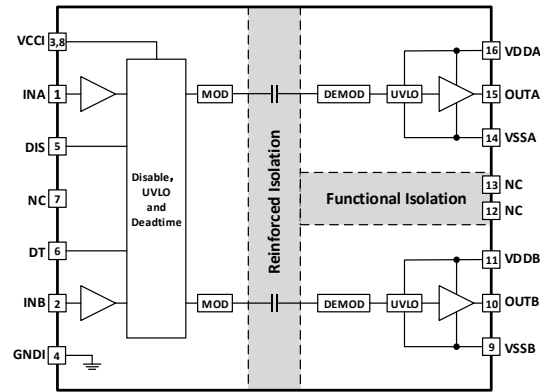 VCCI 3,8
INA 1
DIS 5
NC 7
DT 6
INB 2
GNDI 4
Disable,
UVLO
and
Deadtime
MOD
MOD
Reinforced Isolation
DEMOD
UVLO
16 VDDA
15 OUTA
14 VSSA
Functional Isolation
13 NC
12 NC
DEMOD
UVLO
11 VDDB
10 OUTB
9 VSSB